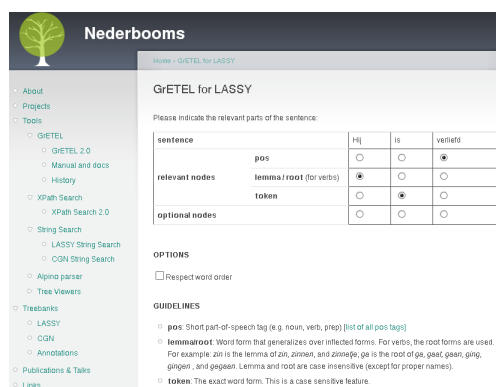 Nederbooms
Home › GrETEL for LASSY
About
Projects
Tools
GrETEL
GrETEL 2.0
Manual and docs
History
XPath Search
XPath Search 2.0
String Search
LASSY String Search
CGN String Search
Alpino parser
Tree Viewers
Treebanks
LASSY
CGN
Annotations
Publications & Talks
Links
GrETEL for LASSY
Please indicate the relevant parts of the sentence:
sentence Hij is verliefd
pos
relevant nodes lemma / root (for verbs)
token
optional nodes
OPTIONS
Respect word order
GUIDELINES
pos: Short part-of-speech tag (e.g. noun, verb, prep) [list of all pos tags]
lemma/root: Word form that generalizes over inflected forms. For verbs, the root forms are used.
For example: zin is the lemma of zin, zinnen, and zinnetje; ga is the root of ga, gaat, gaan, ging,
gingen , and gegaan. Lemma and root are case insensitive (except for proper names).
token: The exact word form. This is a case sensitive feature.